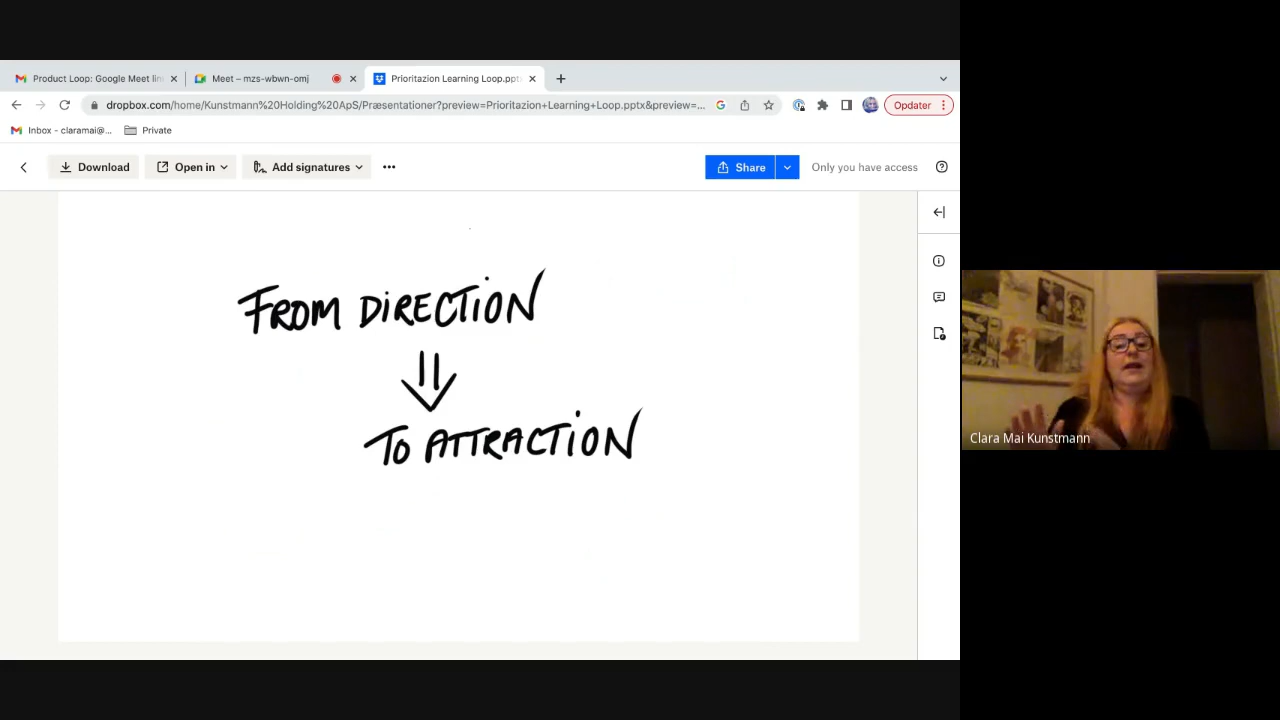 Product Loop: Google Meet lin
Meet – mzs-wbwn-omj
Prioritazion Learning Loop.ppt
dropbox.com/home/Kunstmann%20Holding%20ApS/Præsentationer?preview=Prioritazion+Learning+Loop.pptx&preview=...
Opdater
Inbox - claramai@...
Private
Download
Open in
Add signatures
Share
Only you have access
FROM DIRECTION
TO ATTRACTION
Clara Mai Kunstmann